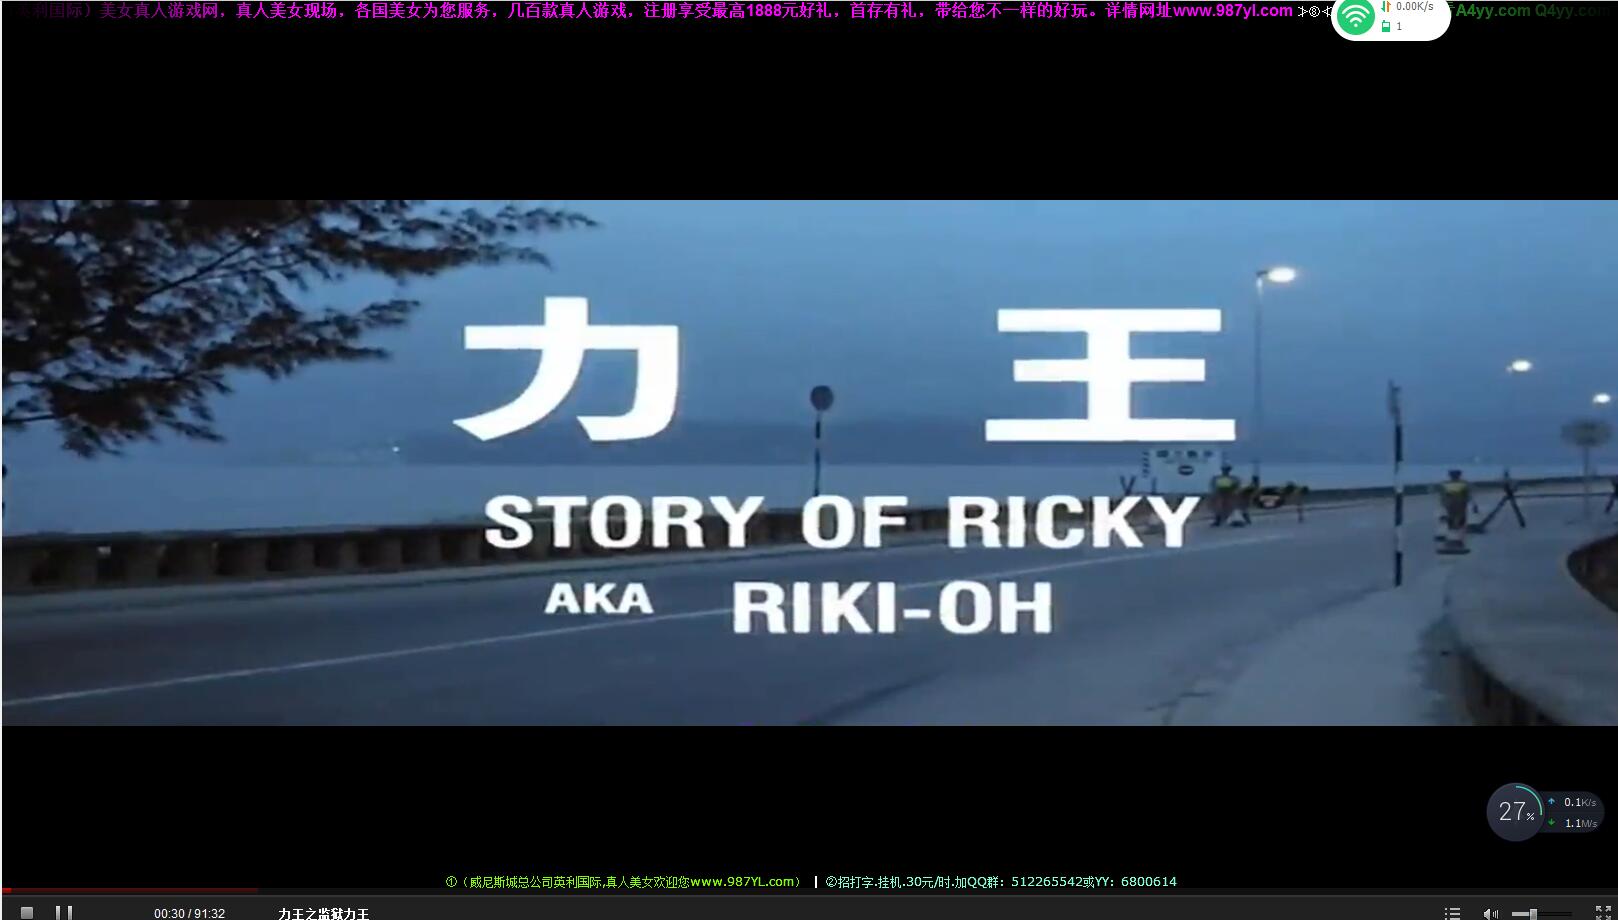 利国际）美女真人游戏网，真人美女现场，各国美女为您服务，几百款真人游戏，注册享受最高1888元好礼，首存有礼，带给您不一样的好玩。详情网址www.987yl.com
A4yy.com Q4yy.com
0.00K/s
1
力 王
STORY OF RICKY
AKA RIKI-OH
27%
0.1K/s
1.1M/s
①（威尼斯城总公司英利国际,真人美女欢迎您www.987YL.com） | ②招打字.挂机.30元/时.加QQ群：512265542或YY：6800614
00:30 / 91:32 力王之监狱力王